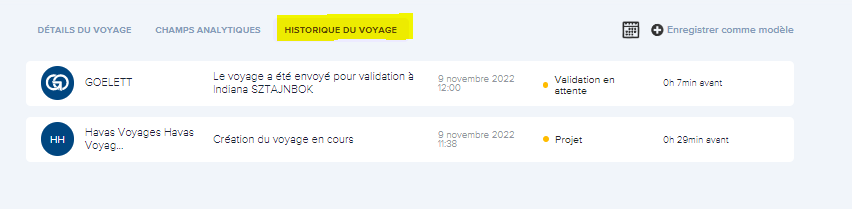 DÉTAILS DU VOYAGE CHAMPS ANALYTIQUES HISTORIQUE DU VOYAGE Enregistrer comme modèle
GOELETT Le voyage a été envoyé pour validation à
Indiana SZTAJNBOK
9 novembre 2022
12:00
Validation en
attente
0h 7min avant
HH Havas Voyages Havas
Voyag...
Création du voyage en cours
9 novembre 2022
11:38
Projet
0h 29min avant